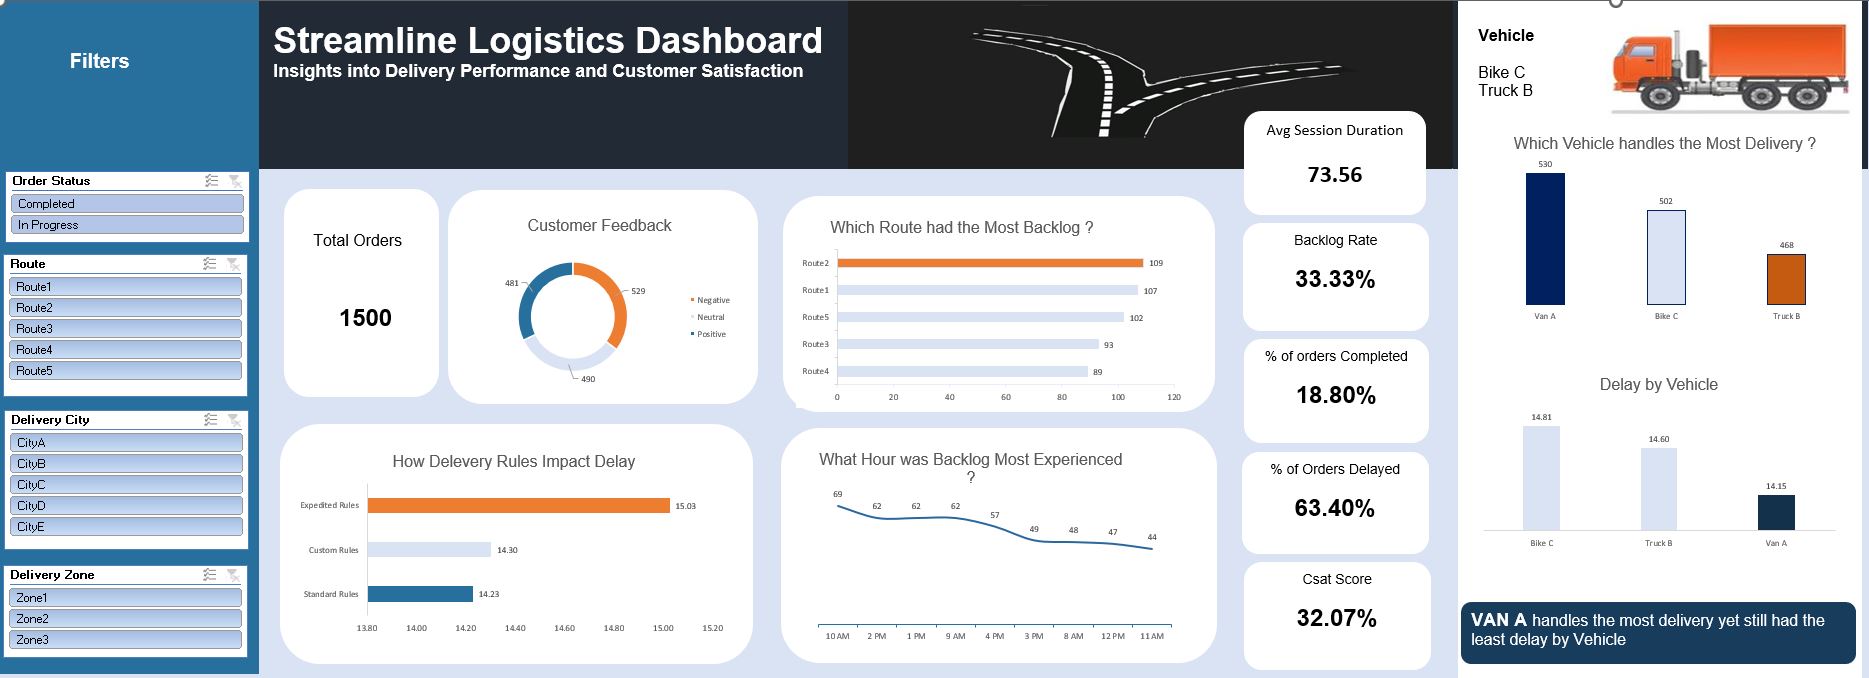 Filters
Order Status
Completed
In Progress
Route
Route1
Route2
Route3
Route4
Route5
Delivery City
CityA
CityB
CityC
CityD
CityE
Delivery Zone
Zone1
Zone2
Zone3
Streamline Logistics Dashboard
Insights into Delivery Performance and Customer Satisfaction
Total Orders
1500
Customer Feedback
481
529
490
Negative
Neutral
Positive
Which Route had the Most Backlog ?
Route2 109
Route1 107
Route5 102
Route3 93
Route4 89
0 20 40 60 80 100 120
How Delevery Rules Impact Delay
Expedited Rules 15.03
Custom Rules 14.30
Standard Rules 14.23
13.80 14.00 14.20 14.40 14.60 14.80 15.00 15.20
What Hour was Backlog Most Experienced
?
69 62 62 62 57 49 48 47 44
10 AM 2 PM 1 PM 9 AM 4 PM 3 PM 8 AM 12 PM 11 AM
Avg Session Duration
73.56
Backlog Rate
33.33%
% of orders Completed
18.80%
% of Orders Delayed
63.40%
Csat Score
32.07%
Vehicle
Bike C
Truck B
Which Vehicle handles the Most Delivery ?
530
502
468
Van A Bike C Truck B
Delay by Vehicle
14.81
14.60
14.15
Bike C Truck B Van A
VAN A handles the most delivery yet still had the
least delay by Vehicle